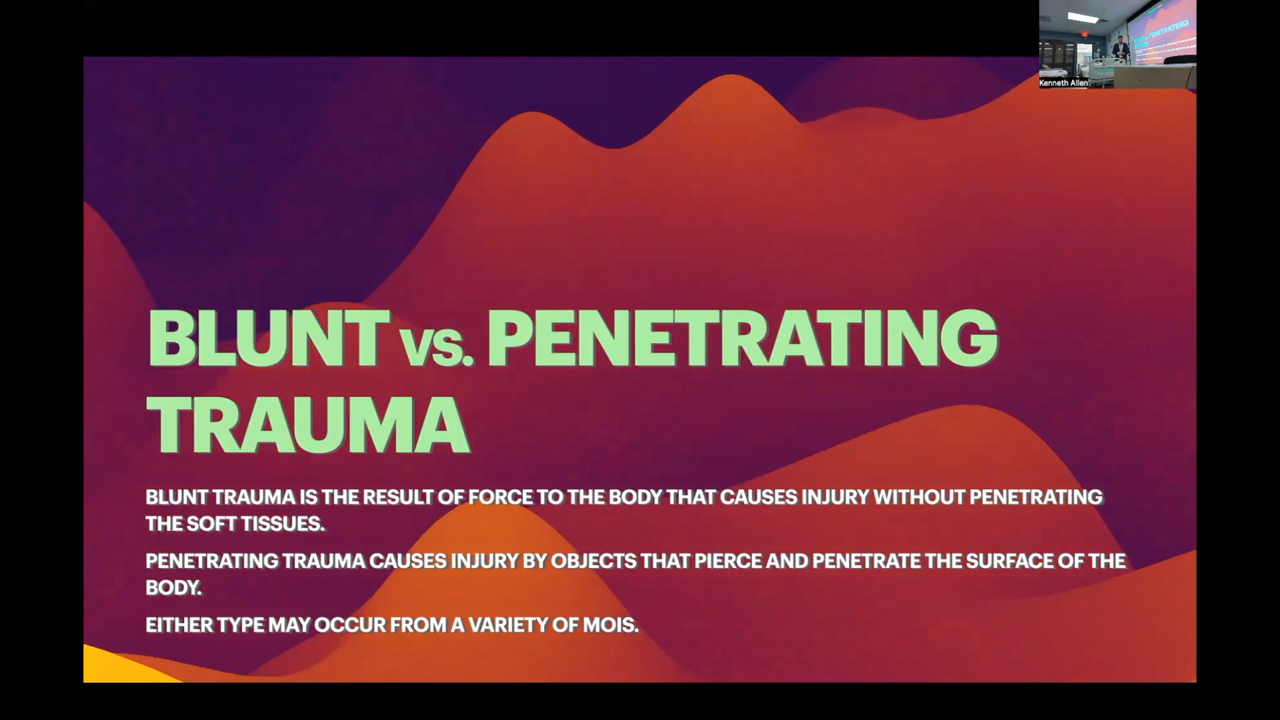 Kenneth Allen
BLUNT vs. PENETRATING
TRAUMA
BLUNT TRAUMA IS THE RESULT OF FORCE TO THE BODY THAT CAUSES INJURY WITHOUT PENETRATING
THE SOFT TISSUES.
PENETRATING TRAUMA CAUSES INJURY BY OBJECTS THAT PIERCE AND PENETRATE THE SURFACE OF THE
BODY.
EITHER TYPE MAY OCCUR FROM A VARIETY OF MOIS.